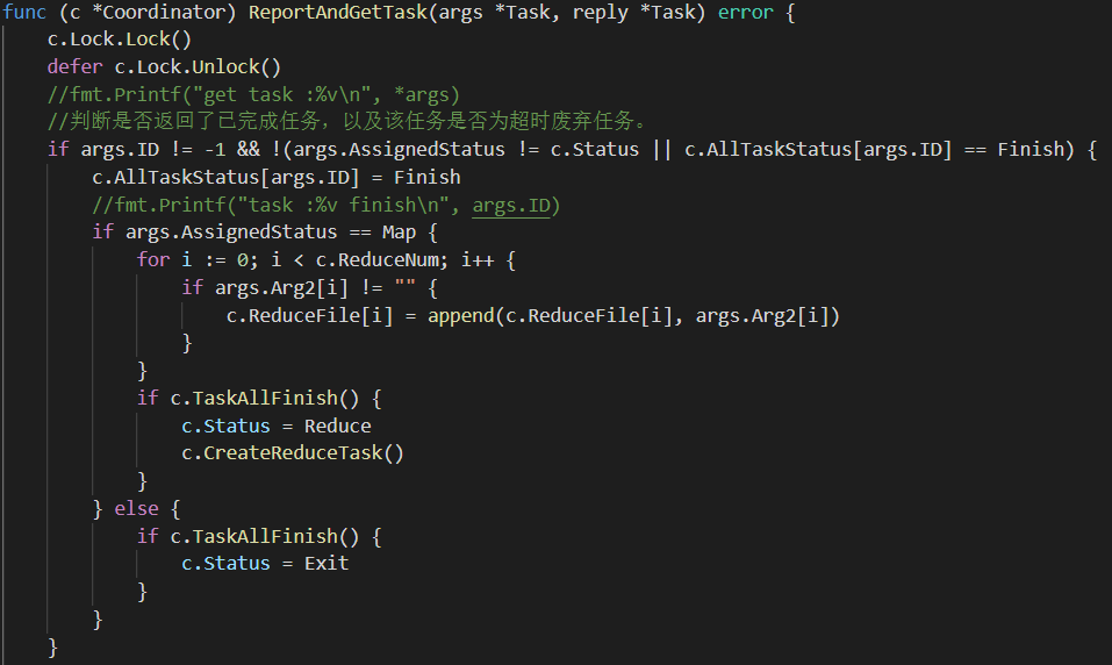 func (c *Coordinator) ReportAndGetTask(args *Task, reply *Task) error {
    c.Lock.Lock()
    defer c.Lock.Unlock()
    //fmt.Printf("get task :%v\n", *args)
    //判断是否返回了已完成任务，以及该任务是否为超时废弃任务。
    if args.ID != -1 && !(args.AssignedStatus != c.Status || c.AllTaskStatus[args.ID] == Finish) {
        c.AllTaskStatus[args.ID] = Finish
        //fmt.Printf("task :%v finish\n", args.ID)
        if args.AssignedStatus == Map {
            for i := 0; i < c.ReduceNum; i++ {
                if args.Arg2[i] != "" {
                    c.ReduceFile[i] = append(c.ReduceFile[i], args.Arg2[i])
                }
            }
            if c.TaskAllFinish() {
                c.Status = Reduce
                c.CreateReduceTask()
            }
        } else {
            if c.TaskAllFinish() {
                c.Status = Exit
            }
        }
    }